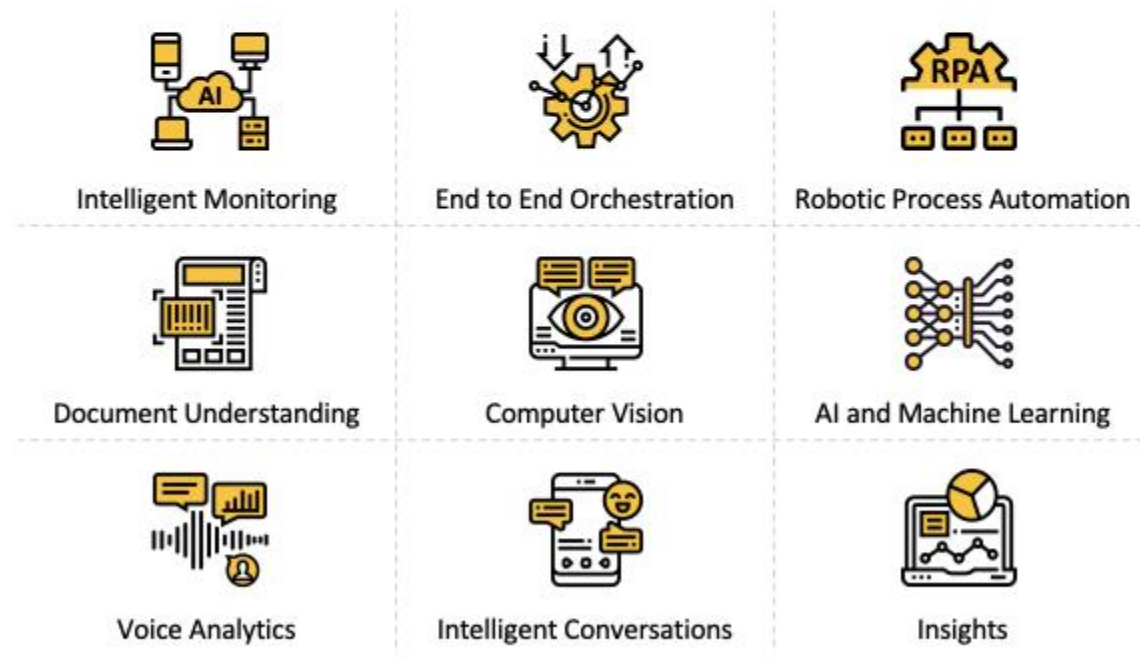 AI
RPA
Intelligent Monitoring
End to End Orchestration
Robotic Process Automation
Document Understanding
Computer Vision
AI and Machine Learning
Voice Analytics
Intelligent Conversations
Insights